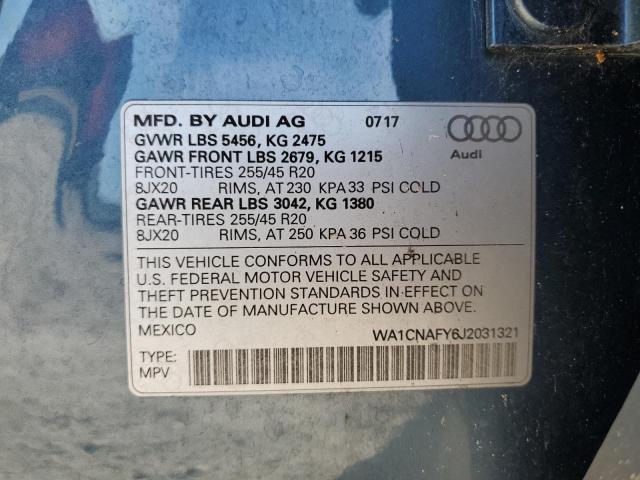 MFD. BY AUDI AG 0717
GVWR LBS 5456, KG 2475
GAWR FRONT LBS 2679, KG 1215
FRONT-TIRES 255/45 R20
8JX20 RIMS, AT 230 KPA 33 PSI COLD
GAWR REAR LBS 3042, KG 1380
REAR-TIRES 255/45 R20
8JX20 RIMS, AT 250 KPA 36 PSI COLD
Audi
THIS VEHICLE CONFORMS TO ALL APPLICABLE
U.S. FEDERAL MOTOR VEHICLE SAFETY AND
THEFT PREVENTION STANDARDS IN EFFECT ON
THE DATE OF MANUFACTURE SHOWN ABOVE.
MEXICO WA1CNAFY6J2031321
TYPE:
MPV